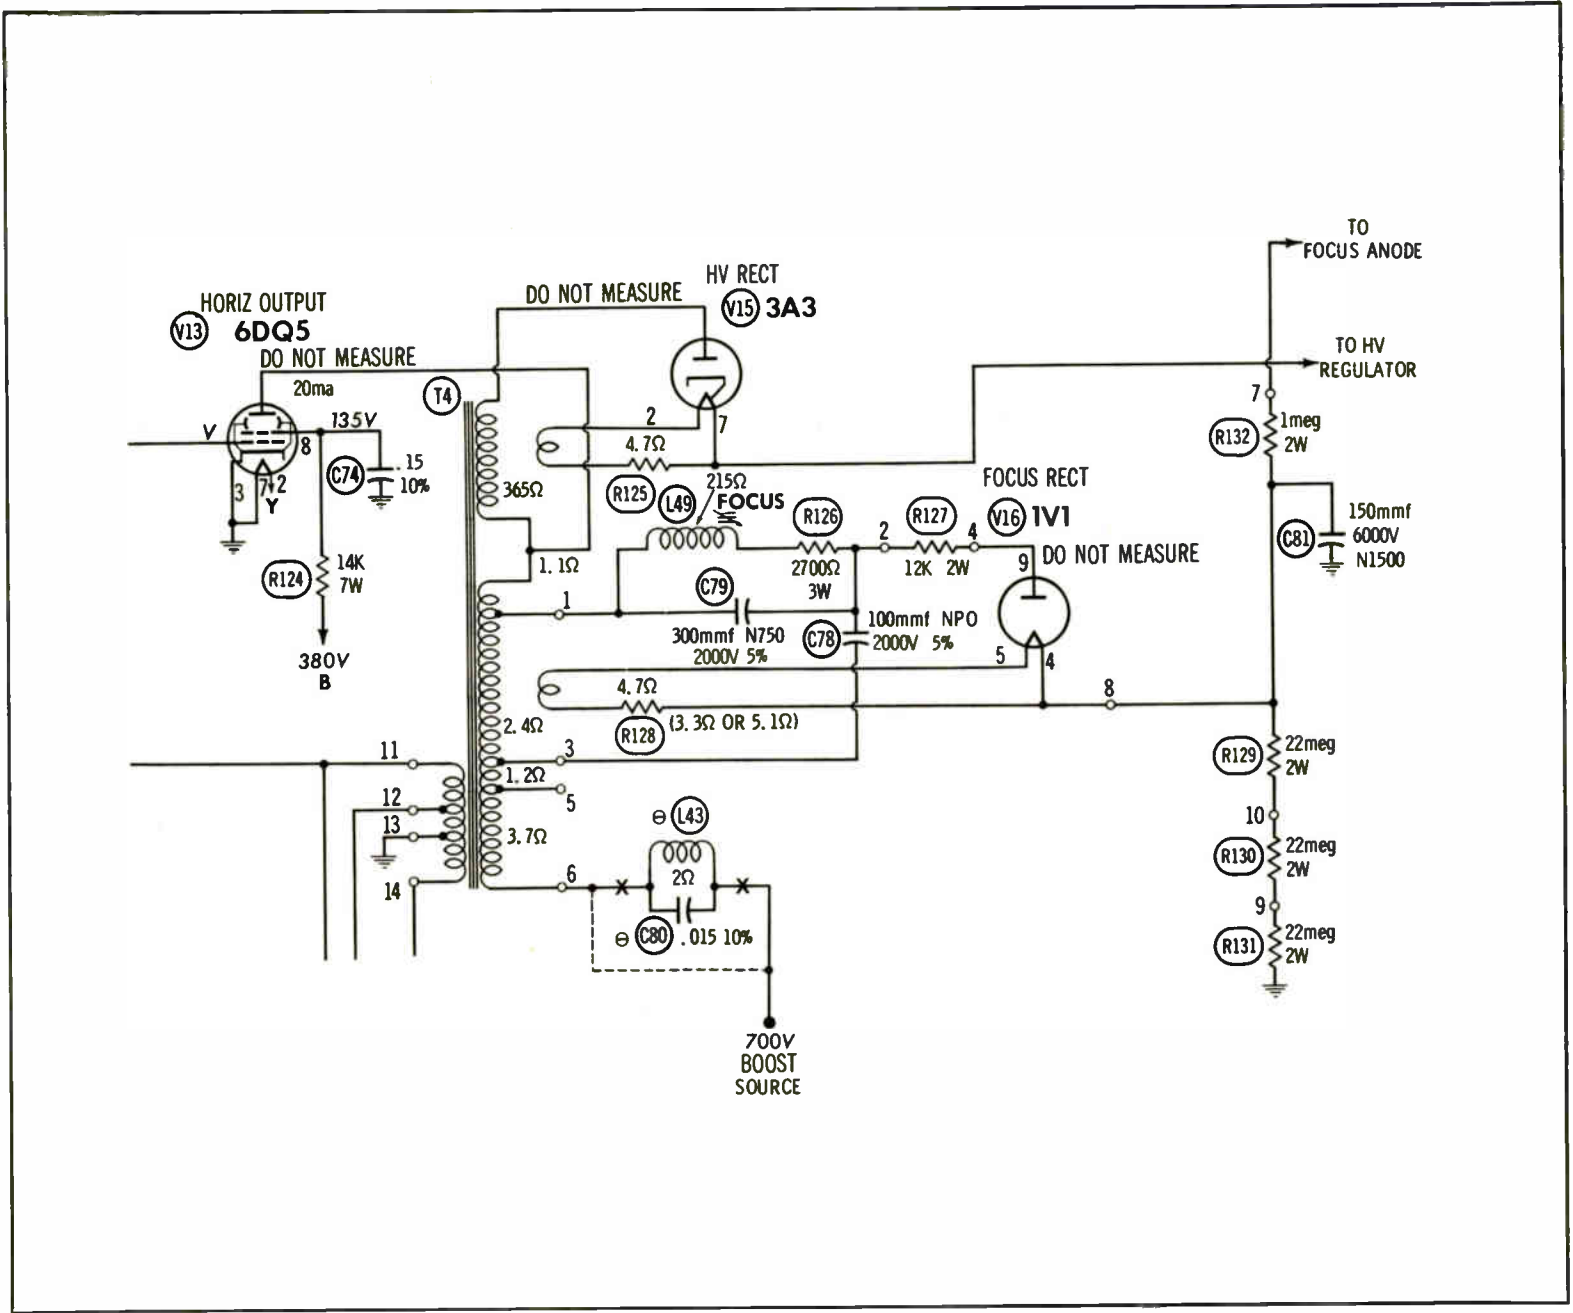 TO
FOCUS ANODE
HV RECT
V15 3A3
DO NOT MEASURE
HORIZ OUTPUT
V13 6DQ5
DO NOT MEASURE
20ma
T4
TO HV
REGULATOR
7
R132
1meg
2W
V
135V
8
C74
.15
10%
3
7
2
Y
2
7
4.7Ω
R125
365Ω
215Ω
L49
FOCUS
FOCUS RECT
V16 1V1
R126
2
R127
4
DO NOT MEASURE
9
2700Ω
3W
12K 2W
150mmf
6000V
N1500
C81
R124
14K
7W
380V
B
1.1Ω
1
C79
300mmf N750
2000V 5%
C78
100mmf NPO
2000V 5%
5
4
4.7Ω
R128
(3.3Ω OR 5.1Ω)
8
2.4Ω
3
1.2Ω
5
3.7Ω
6
11
12
13
14
R129
22meg
2W
10
R130
22meg
2W
9
R131
22meg
2W
⊖ L43
2Ω
X
X
⊖ C80 .015 10%
700V
BOOST
SOURCE